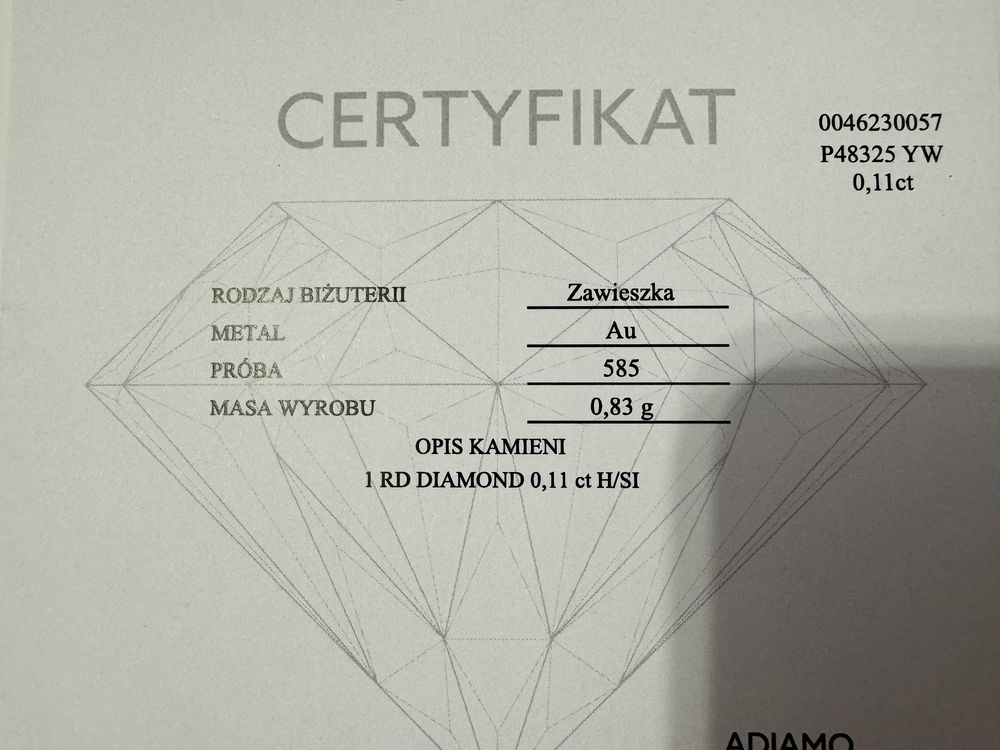 CERTYFIKAT
0046230057
P48325 YW
0,11ct
RODZAJ BIŻUTERII Zawieszka
METAL Au
PRÓBA 585
MASA WYROBU 0,83 g
OPIS KAMIENI
1 RD DIAMOND 0,11 ct H/SI
ADIAMO